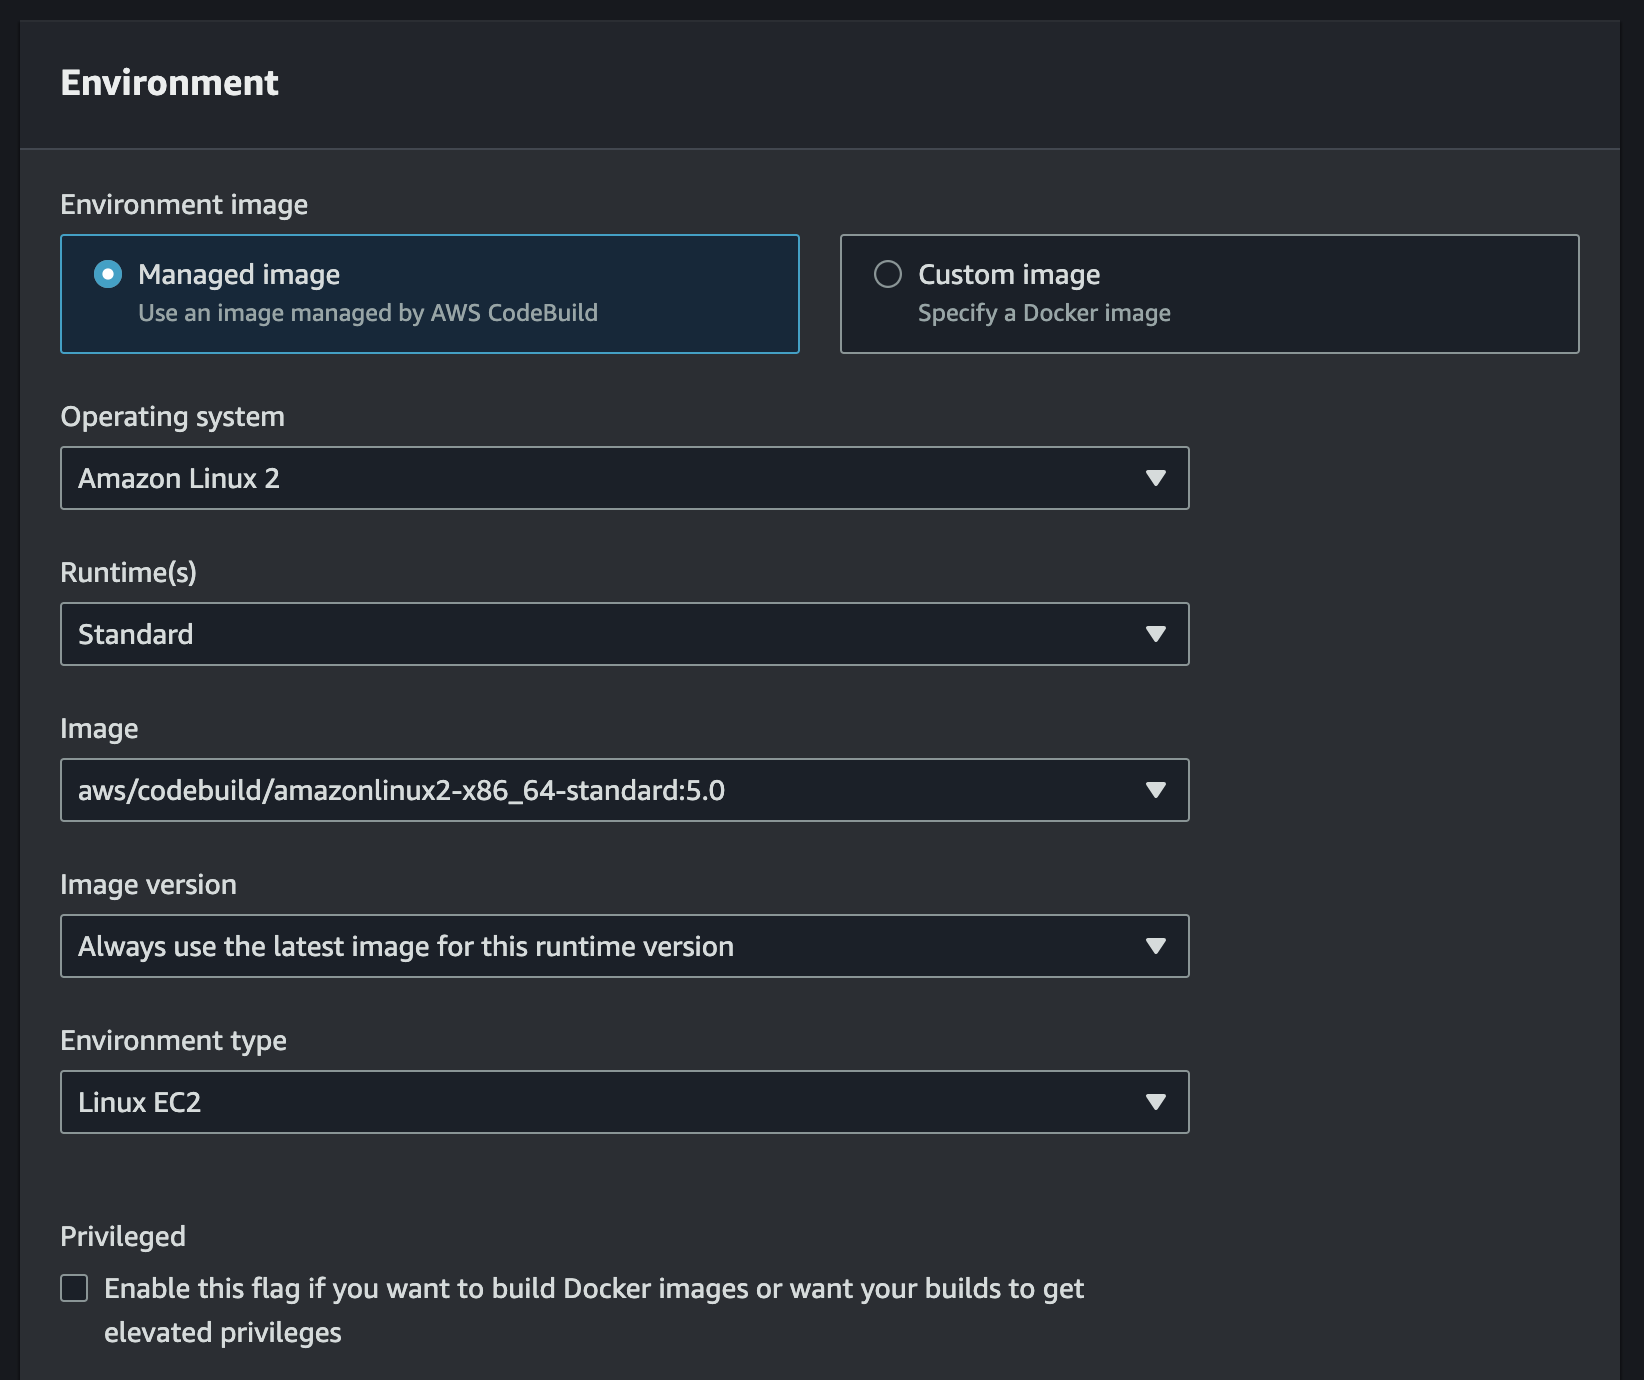 Environment
Environment image
Managed image
Use an image managed by AWS CodeBuild
Custom image
Specify a Docker image
Operating system
Amazon Linux 2
Runtime(s)
Standard
Image
aws/codebuild/amazonlinux2-x86_64-standard:5.0
Image version
Always use the latest image for this runtime version
Environment type
Linux EC2
Privileged
Enable this flag if you want to build Docker images or want your builds to get
elevated privileges